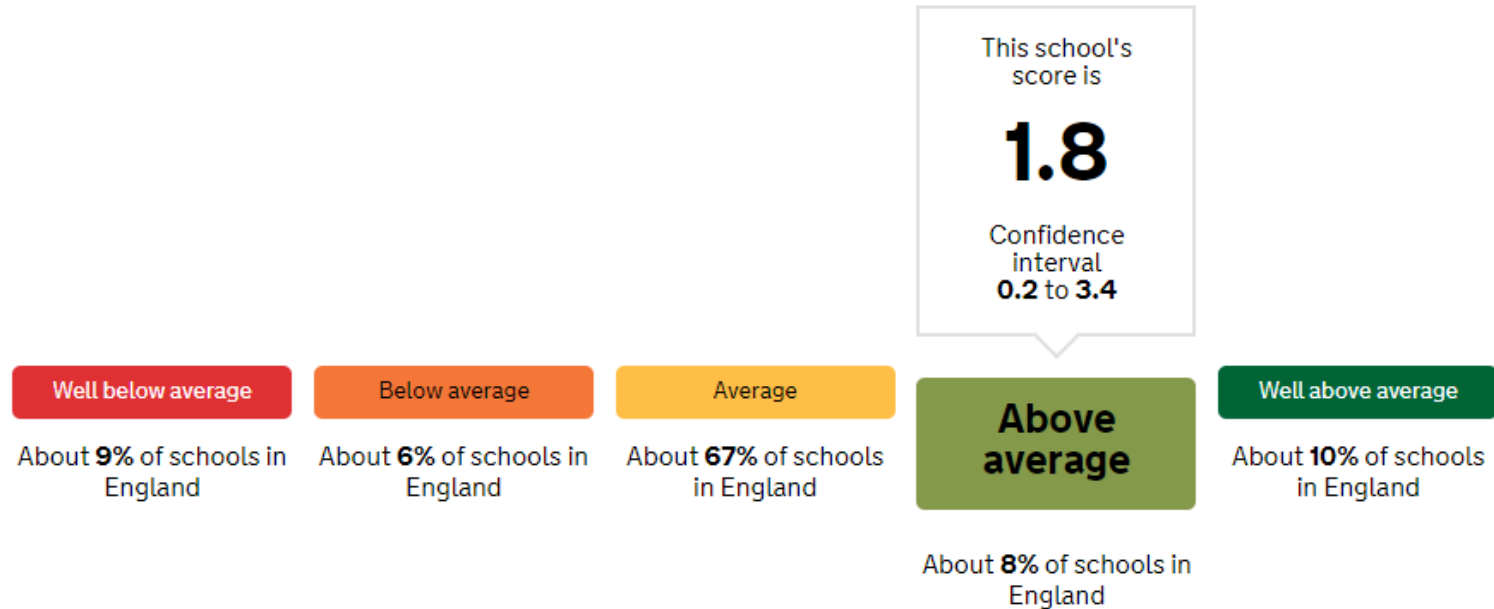 This school's
score is
1.8
Confidence
interval
0.2 to 3.4
Well below average
About 9% of schools in
England
Below average
About 6% of schools in
England
Average
About 67% of schools
in England
Above
average
About 8% of schools in
England
Well above average
About 10% of schools
in England